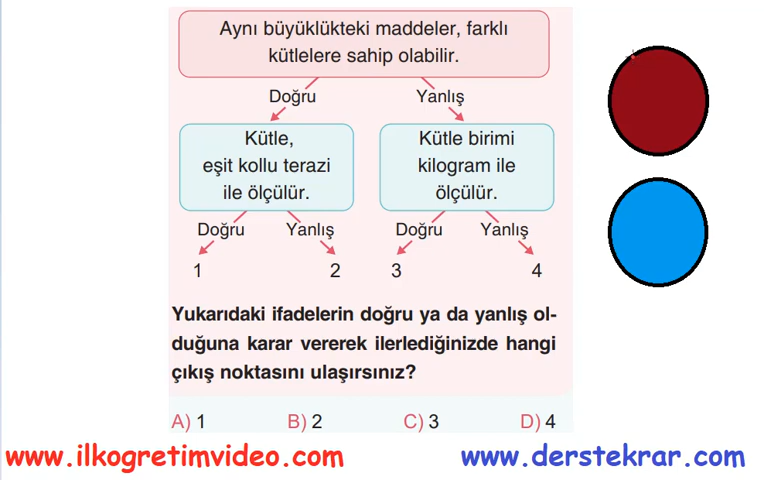 Aynı büyüklükteki maddeler, farklı
kütlelere sahip olabilir.
Doğru
Yanlış
Kütle,
eşit kollu terazi
ile ölçülür.
Kütle birimi
kilogram ile
ölçülür.
Doğru
Yanlış
Doğru
Yanlış
1
2
3
4
Yukarıdaki ifadelerin doğru ya da yanlış ol-
duğuna karar vererek ilerlediğinizde hangi
çıkış noktasını ulaşırsınız?
A) 1
B) 2
C) 3
D) 4
www.ilkogretimvideo.com
www.derstekrar.com